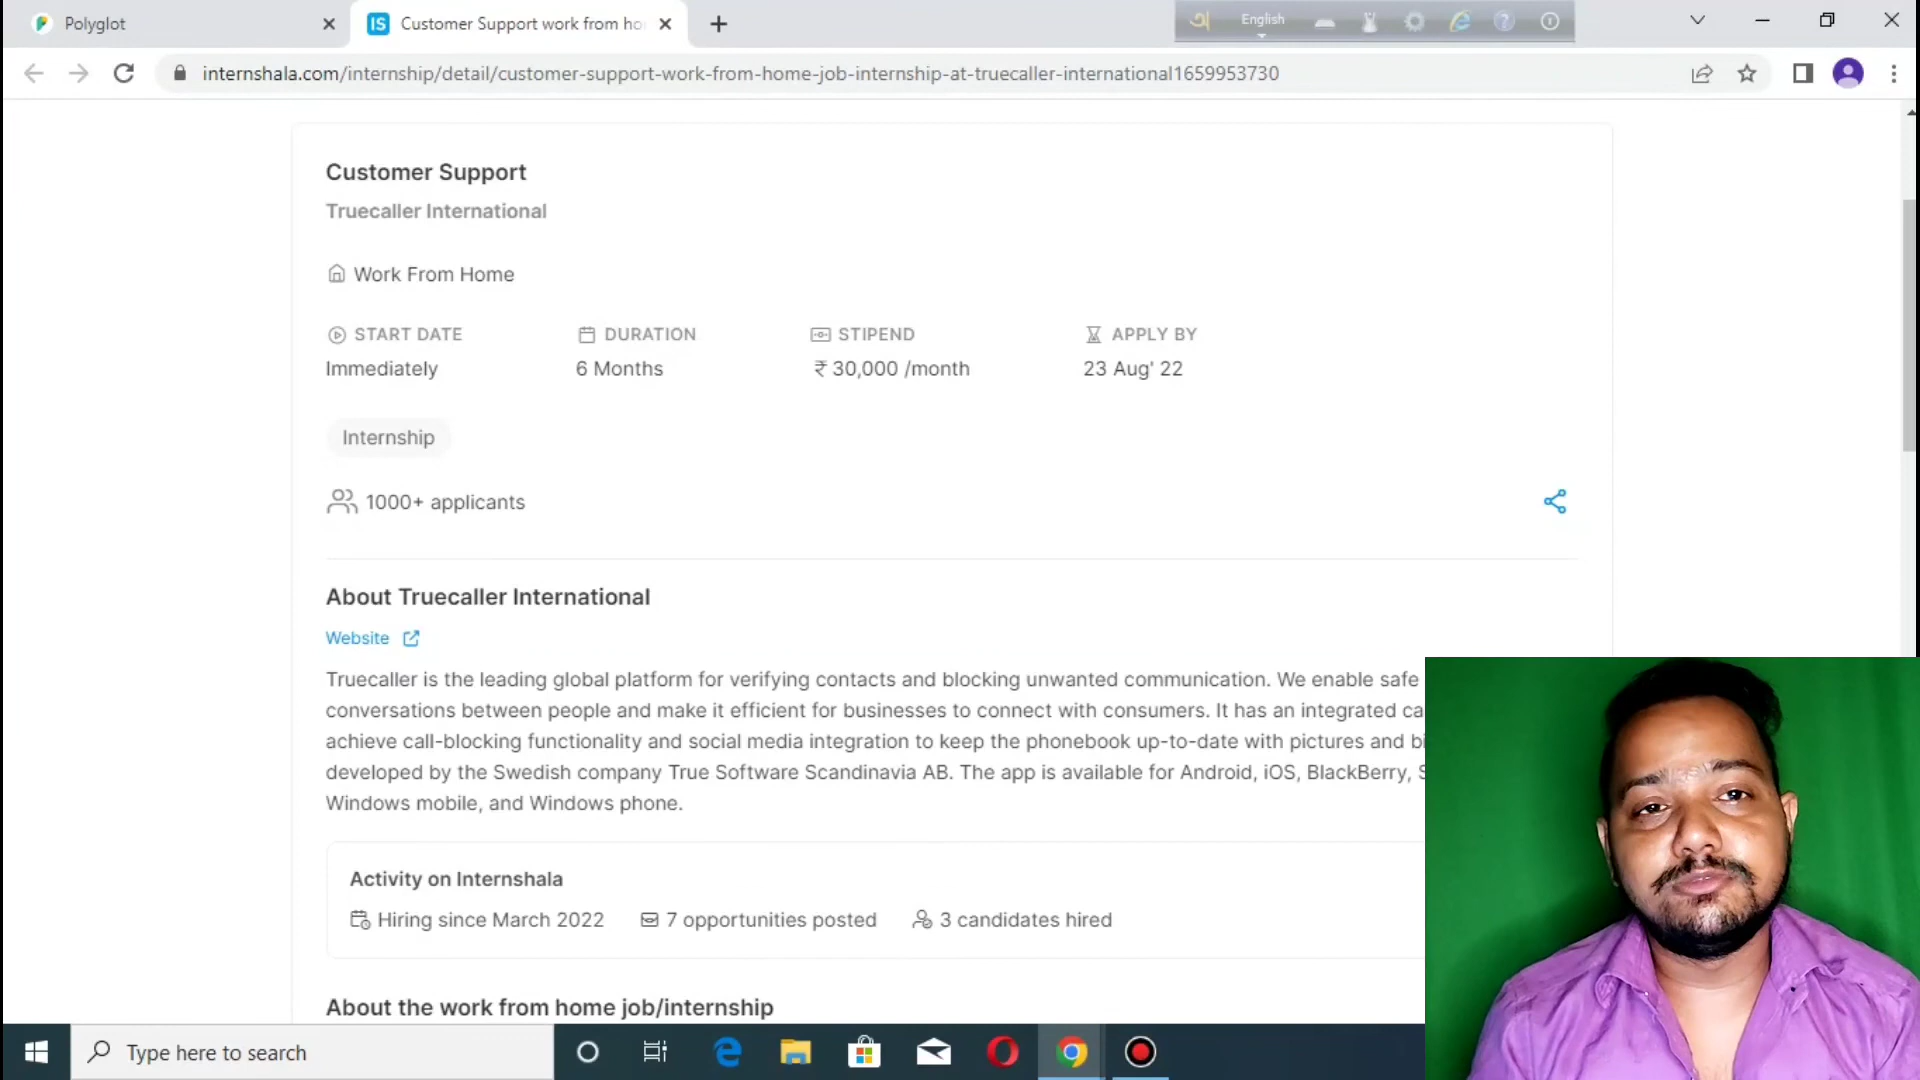 Polyglot
Customer Support work from ho
English
internshala.com/internship/detail/customer-support-work-from-home-job-internship-at-truecaller-international1659953730
Customer Support
Truecaller International
Work From Home
START DATE DURATION STIPEND APPLY BY
Immediately 6 Months ₹ 30,000 /month 23 Aug' 22
Internship
1000+ applicants
About Truecaller International
Website
Truecaller is the leading global platform for verifying contacts and blocking unwanted communication. We enable safe
conversations between people and make it efficient for businesses to connect with consumers. It has an integrated ca
achieve call-blocking functionality and social media integration to keep the phonebook up-to-date with pictures and bi
developed by the Swedish company True Software Scandinavia AB. The app is available for Android, iOS, BlackBerry, S
Windows mobile, and Windows phone.
Activity on Internshala
Hiring since March 2022 7 opportunities posted 3 candidates hired
About the work from home job/internship
Type here to search